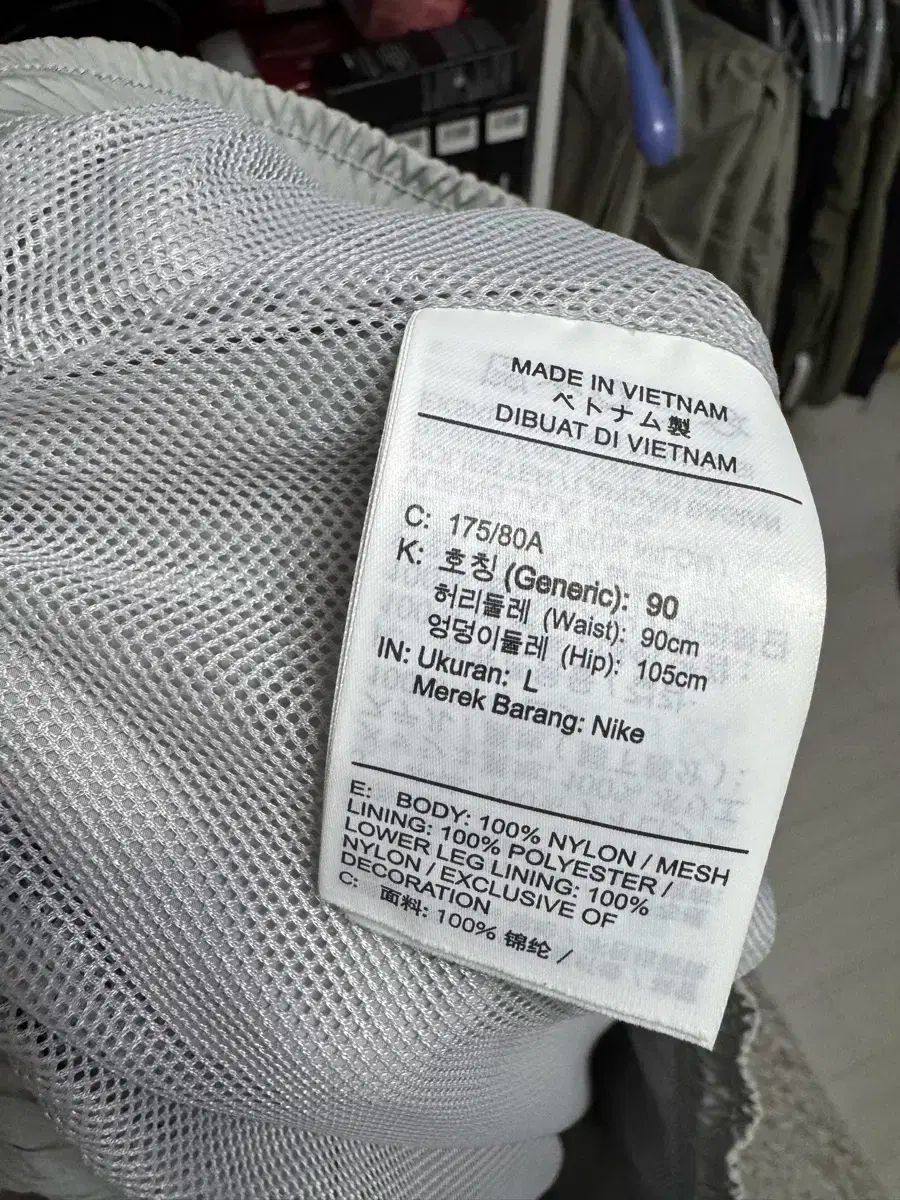 MADE IN VIETNAM
ベトナム製
DIBUAT DI VIETNAM
C: 175/80A
K: 호칭 (Generic): 90
허리둘레 (Waist): 90cm
엉덩이둘레 (Hip): 105cm
IN: Ukuran: L
Merek Barang: Nike
E: BODY: 100% NYLON / MESH
LINING: 100% POLYESTER /
LOWER LEG LINING: 100%
NYLON / EXCLUSIVE OF
DECORATION
C: 面料: 100% 锦纶 /